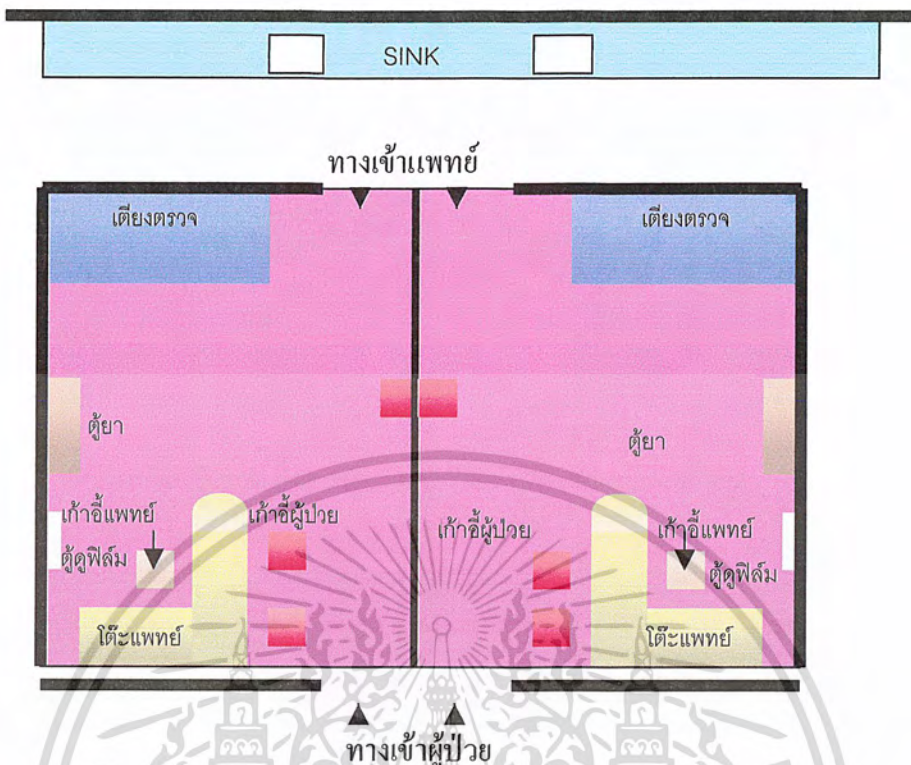 SINK
ทางเข้าแพทย์
เตียงตรวจ
เตียงตรวจ
ตู้ยา
ตู้ยา
เก้าอี้แพทย์
เก้าอี้ผู้ป่วย
เก้าอี้ผู้ป่วย
เก้าอี้แพทย์
ตู้ดูฟิล์ม
ตู้ดูฟิล์ม
โต๊ะแพทย์
โต๊ะแพทย์
ทางเข้าผู้ป่วย